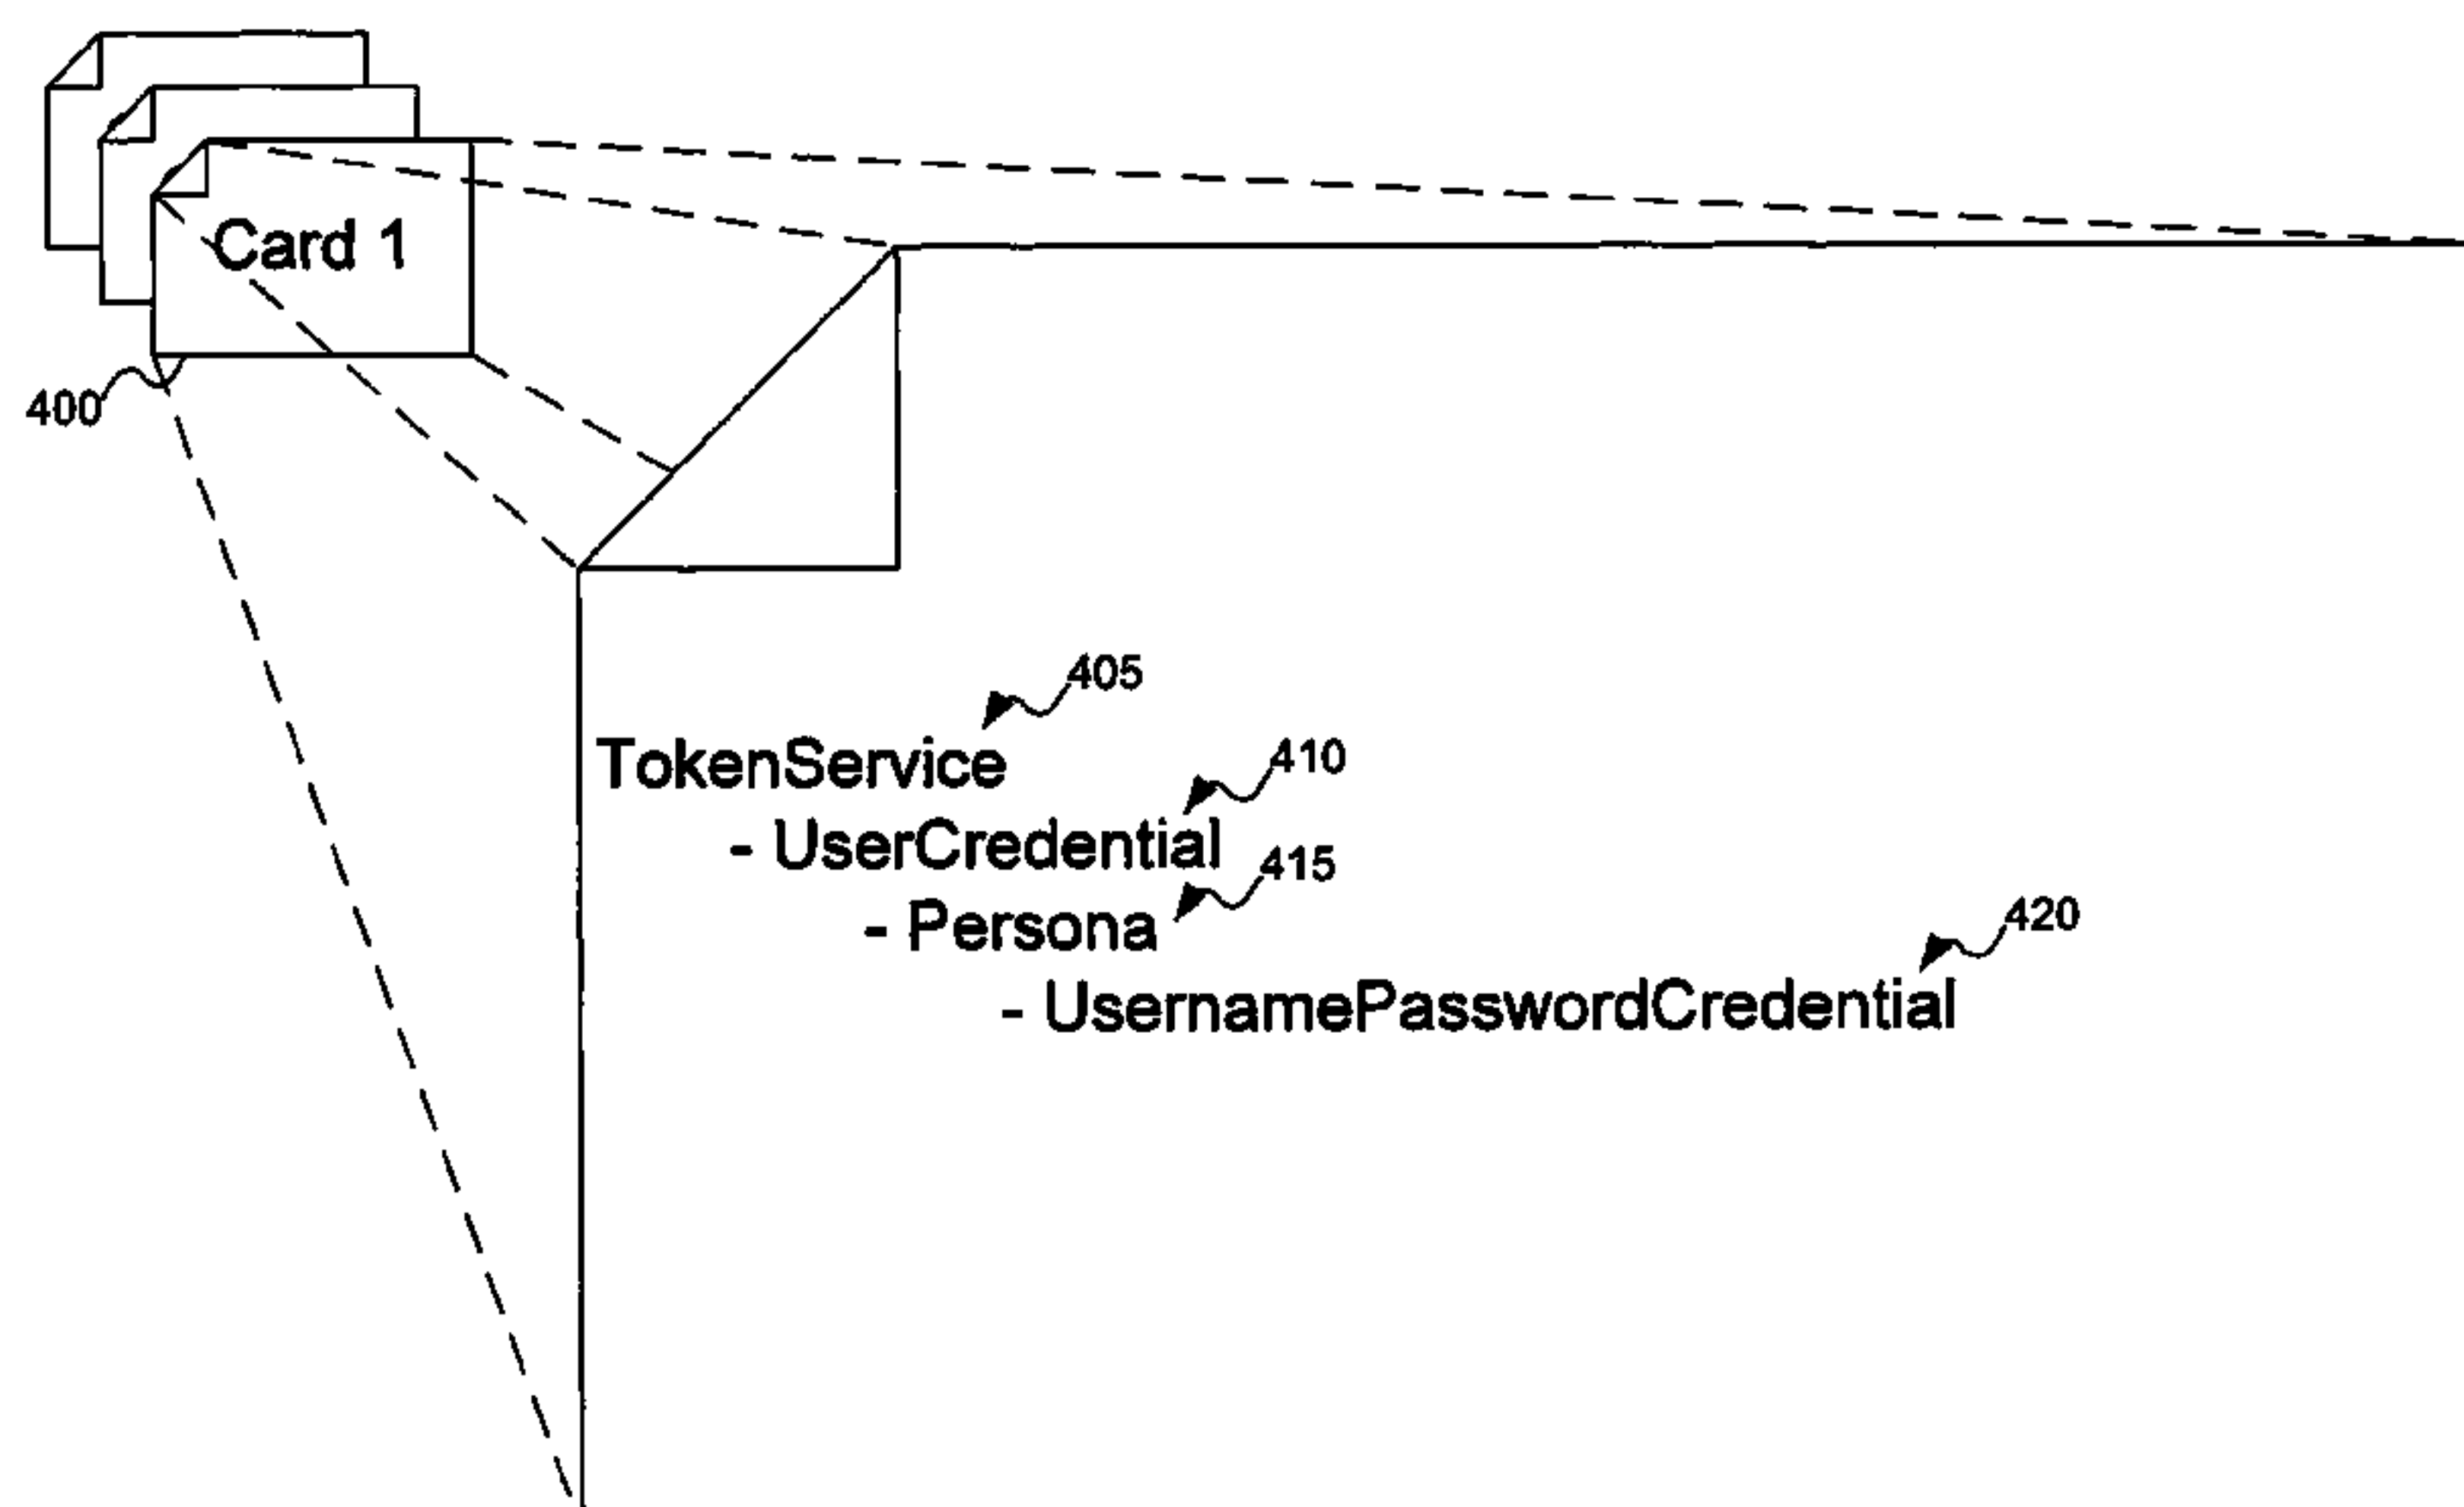 Card 1
400
405
TokenService
410
- UserCredential
415
- Persona
420
- UsernamePasswordCredential